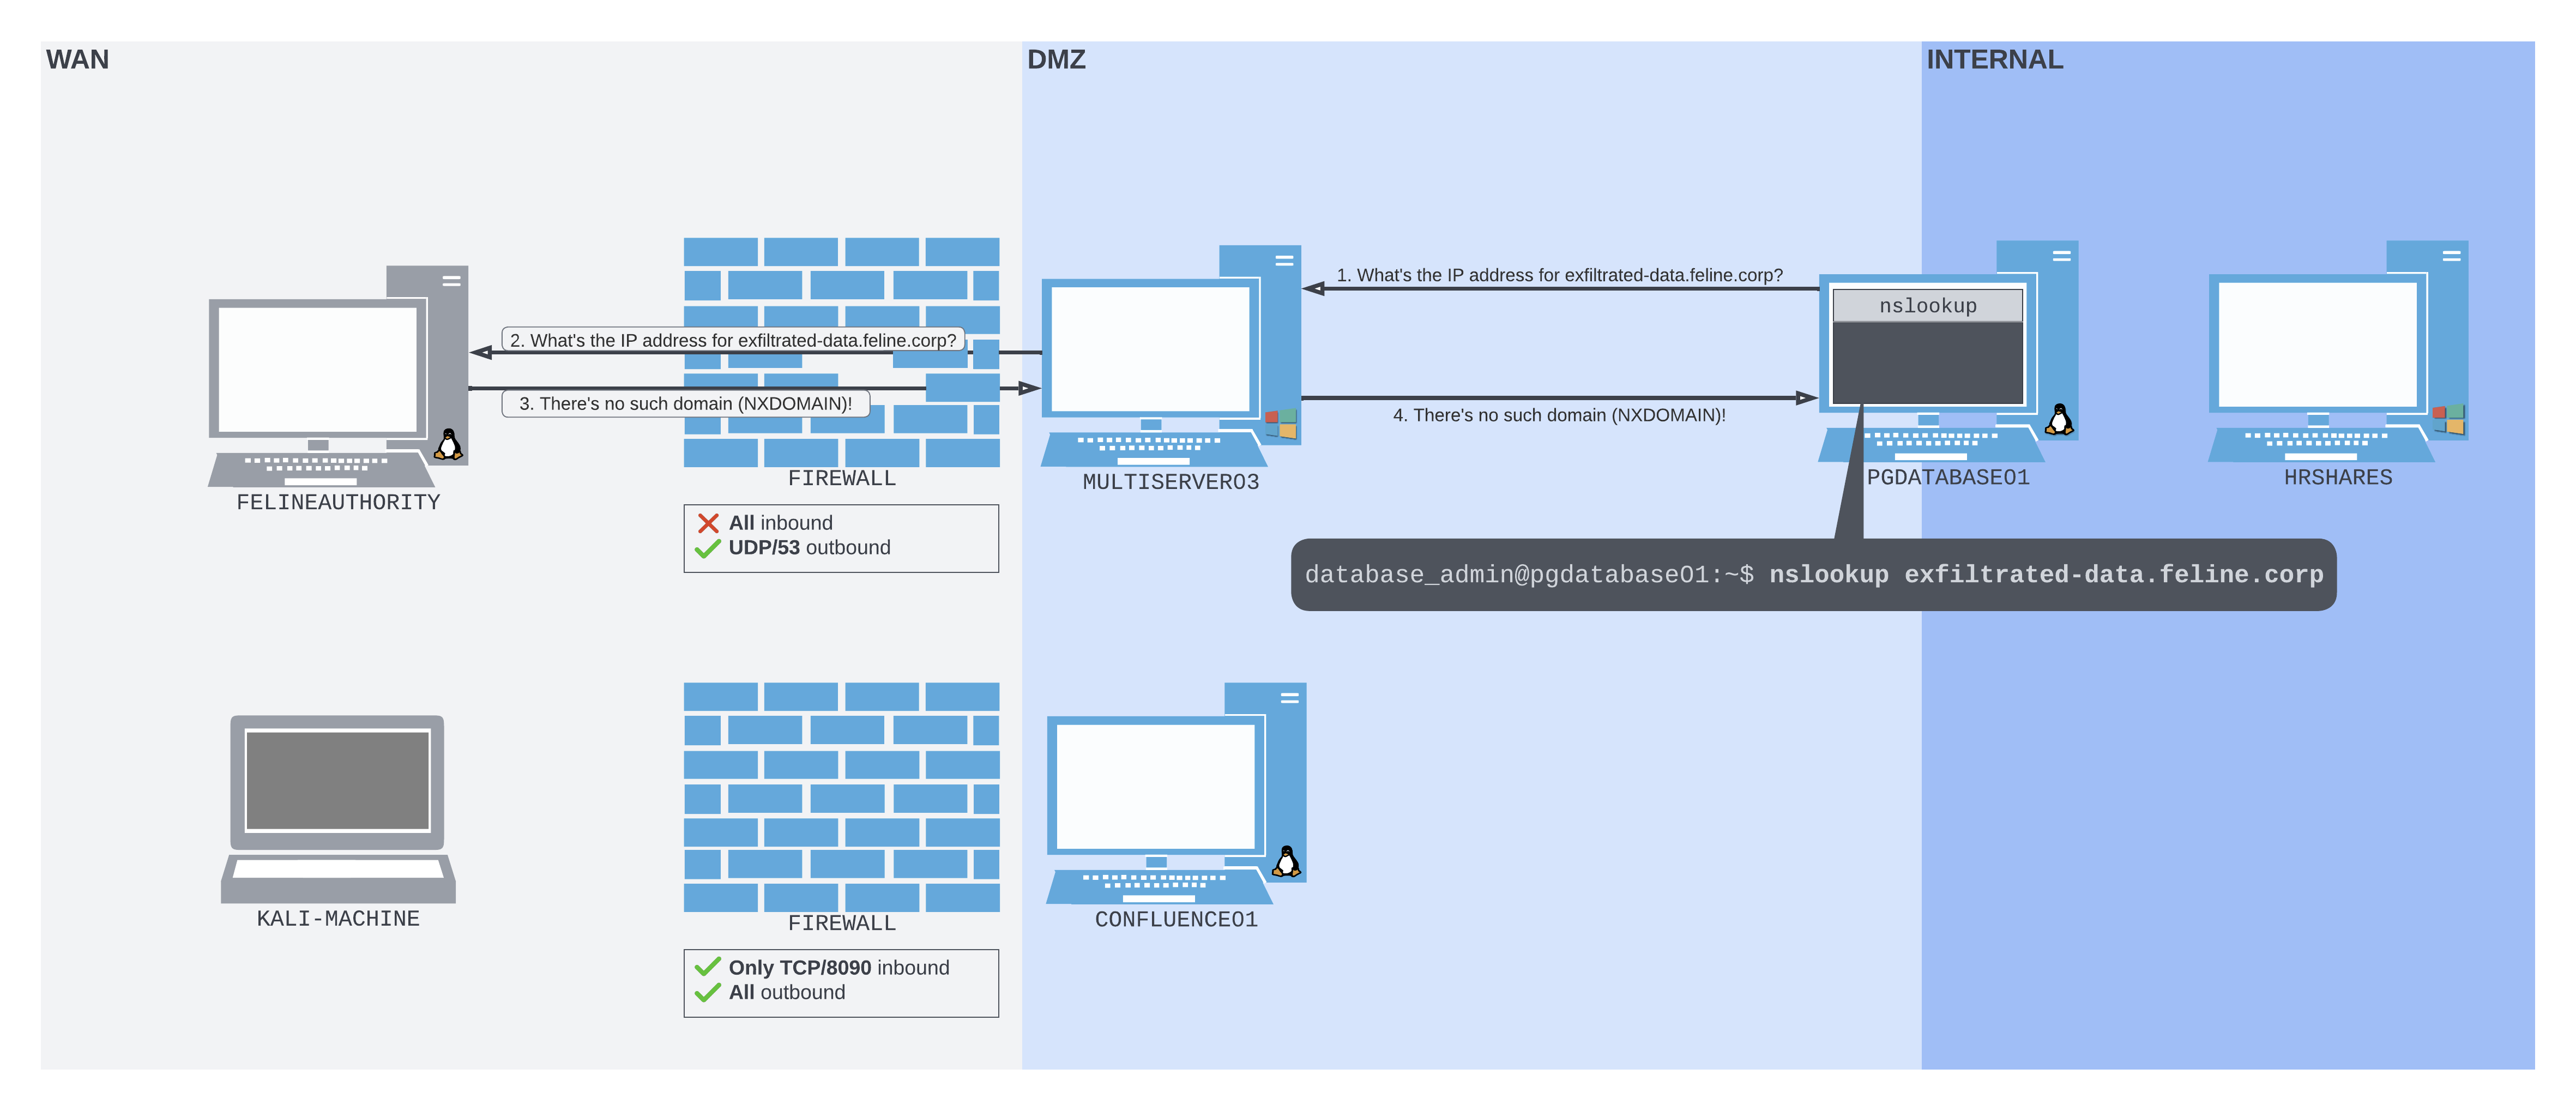 WAN
DMZ
INTERNAL
1. What's the IP address for exfiltrated-data.feline.corp?
nslookup
2. What's the IP address for exfiltrated-data.feline.corp?
3. There's no such domain (NXDOMAIN)!
4. There's no such domain (NXDOMAIN)!
FELINEAUTHORITY
FIREWALL
MULTISERVER03
PGDATABASE01
HRSHARES
All inbound
UDP/53 outbound
database_admin@pgdatabase01:~$ nslookup exfiltrated-data.feline.corp
KALI-MACHINE
FIREWALL
CONFLUENCE01
Only TCP/8090 inbound
All outbound